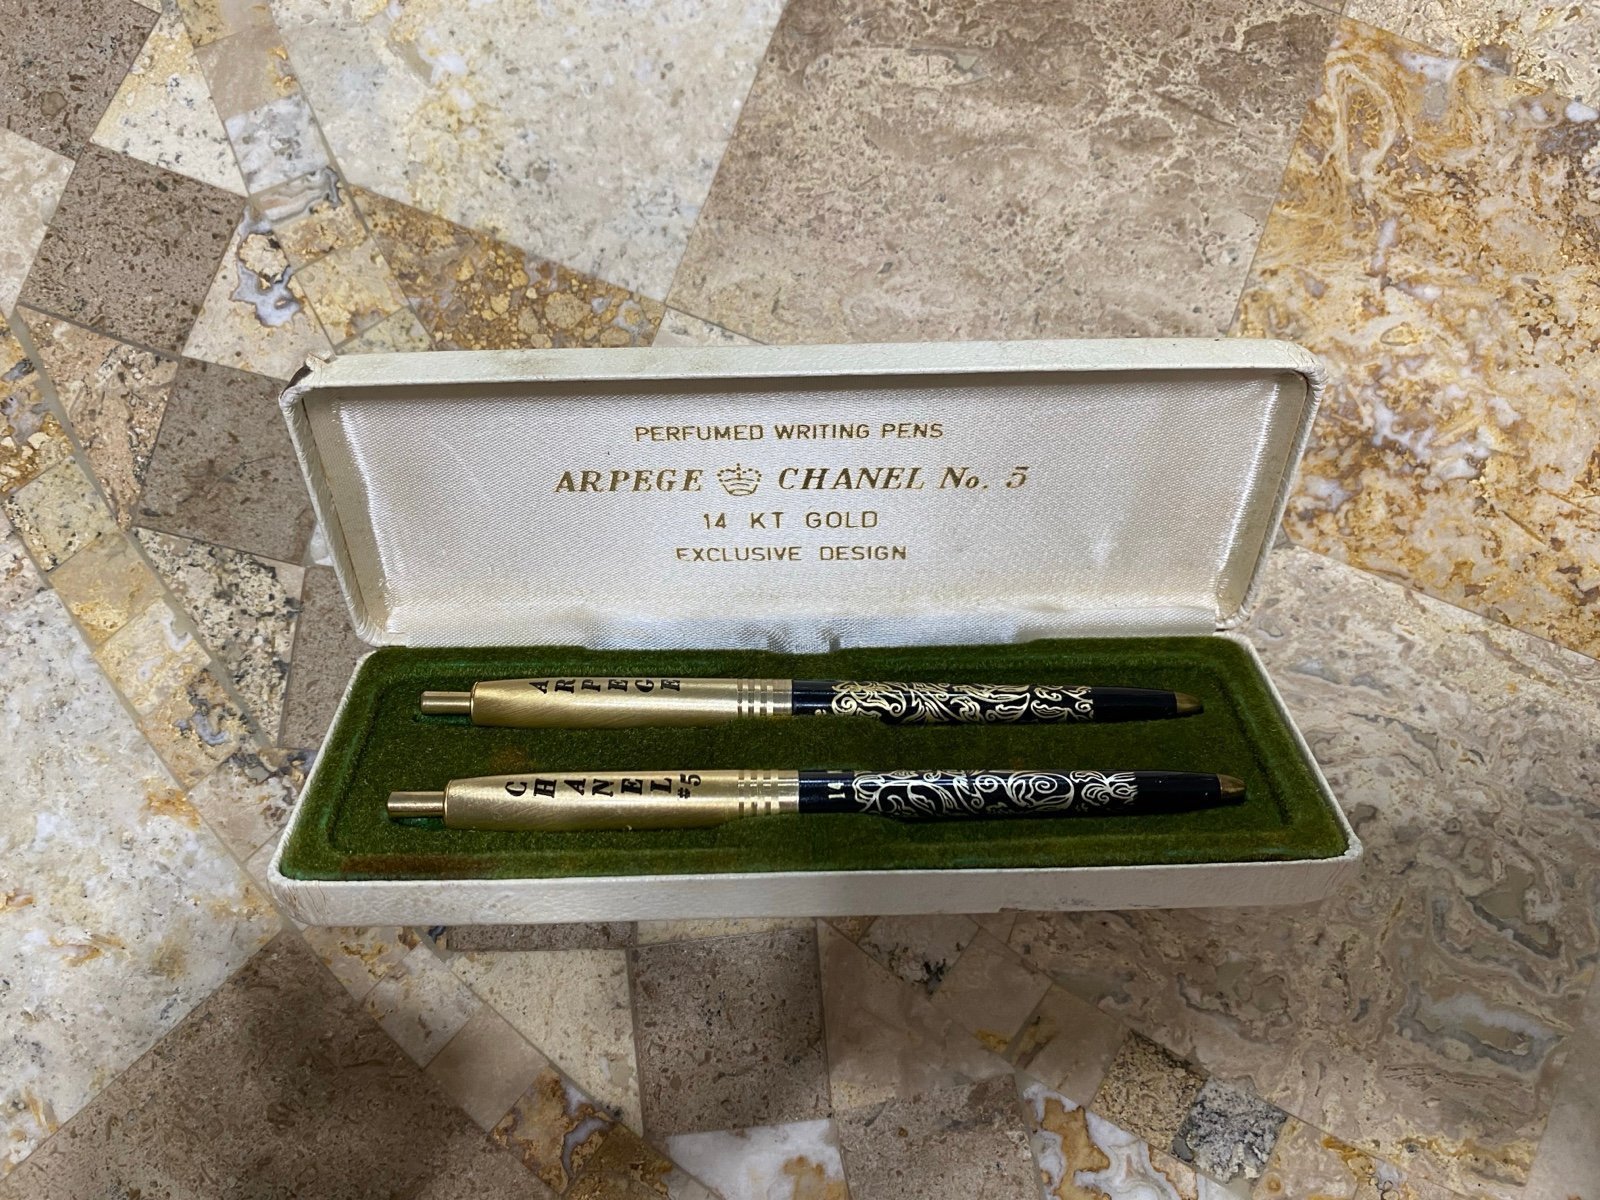 PERFUMED WRITING PENS
ARPEGE CHANEL No. 5
14 KT GOLD
EXCLUSIVE DESIGN
ARPEGE
CHANEL #5
14